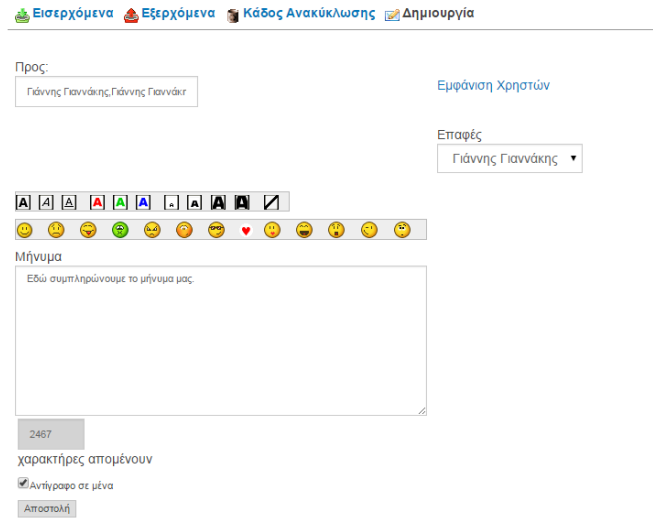 Εισερχόμενα Εξερχόμενα Κάδος Ανακύκλωσης Δημιουργία
Προς:
Γιάννης Γιαννάκης,Γιάννης Γιαννάκη
Εμφάνιση Χρηστών
Επαφές
Γιάννης Γιαννάκης
A A A A A A A A A A
Μήνυμα
Εδώ συμπληρώνουμε το μήνυμα μας.
2467
χαρακτήρες απομένουν
Αντίγραφο σε μένα
Αποστολή